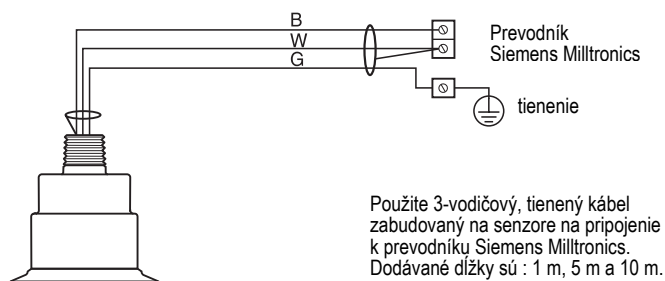 B
W
G
Prevodník
Siemens Milltronics
tienenie
Použite 3-vodičový, tienený kábel
zabudovaný na senzore na pripojenie
k prevodníku Siemens Milltronics.
Dodávané dĺžky sú : 1 m, 5 m a 10 m.